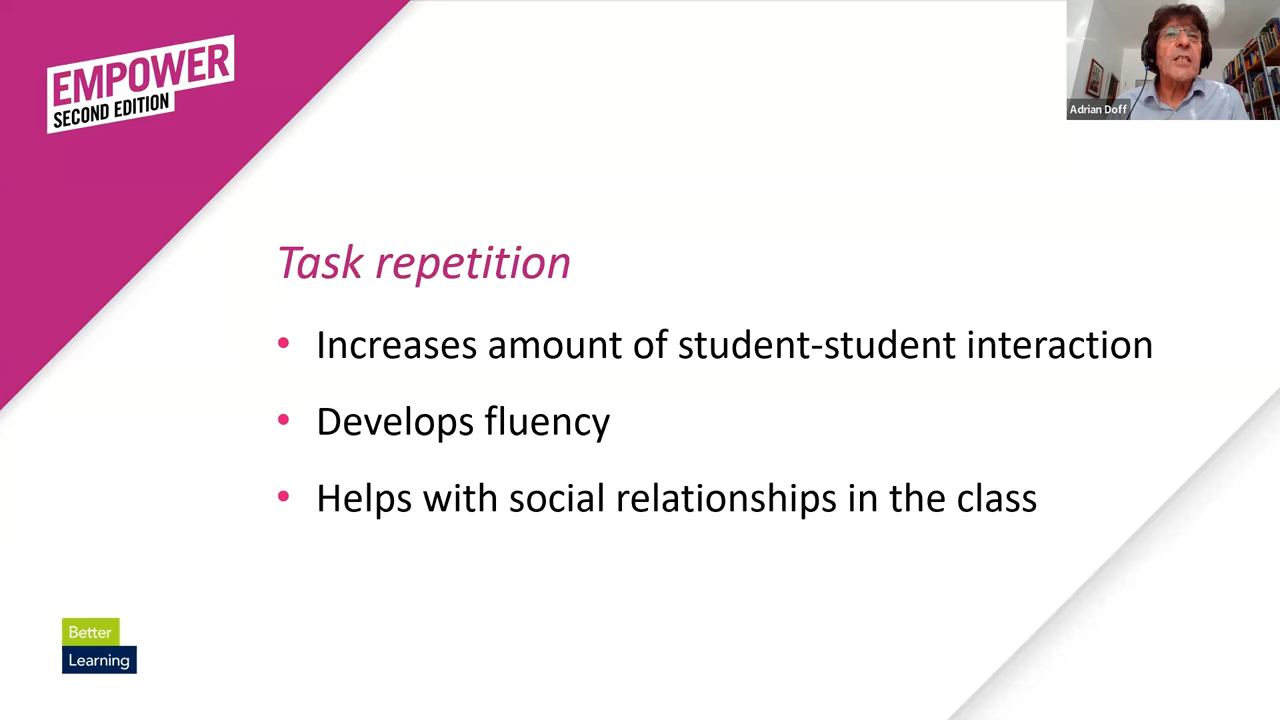 EMPOWER
SECOND EDITION
Adrian Doff
Task repetition
• Increases amount of student-student interaction
• Develops fluency
• Helps with social relationships in the class
Better
Learning